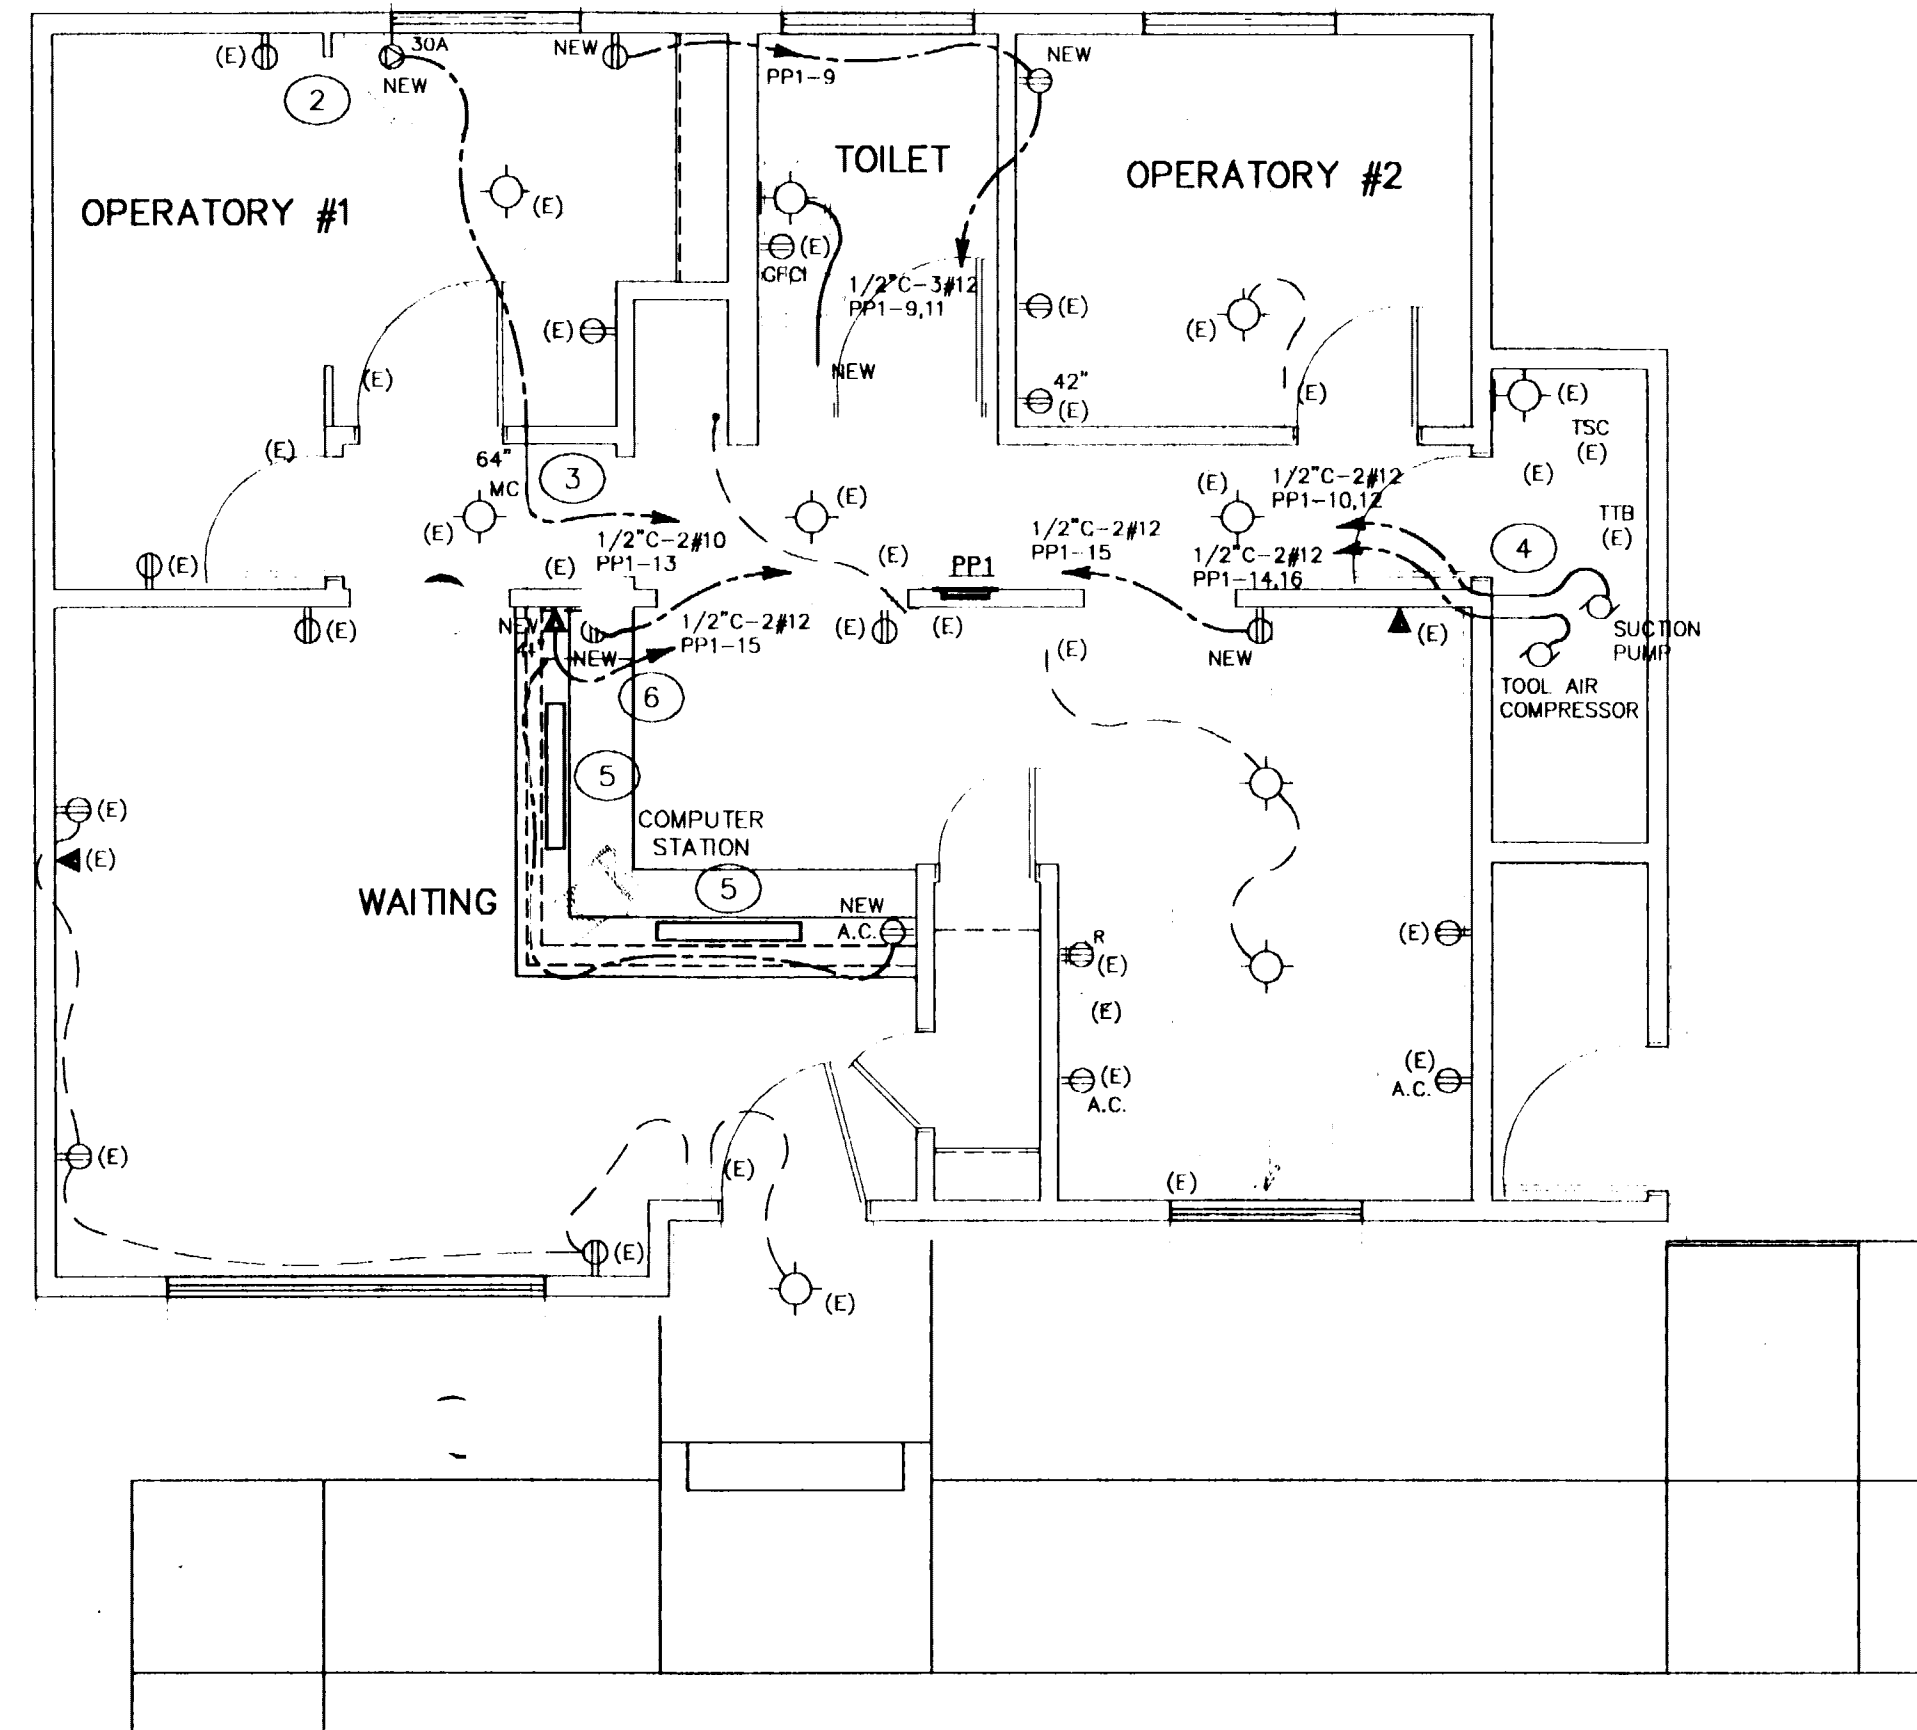 (E)
30A
NEW
NEW
PP1-9
NEW
2
TOILET
OPERATORY #2
OPERATORY #1
(E)
(E)
GFCI
1/2"C-3#12
PP1-9,11
(E)
(E)
(E)
NEW
(E)
42"
(E)
(E)
(E)
TSC
(E)
(E)
(E)
64"
MC
3
(E)
(E)
(E)
1/2"C-2#12
PP1-10,12
TTB
(E)
1/2"C-2#10
PP1-13
(E)
(E)
(E)
PP1
1/2"C-2#12
PP1-15
1/2"C-2#12
PP1-14,16
4
(E)
NEW
NEW
1/2"C-2#12
PP1-15
(E)
(E)
(E)
NEW
(E)
SUCTION
PUMP
TOOL AIR
COMPRESSOR
6
5
COMPUTER
STATION
5
(E)
(E)
WAITING
NEW
A.C.
R
(E)
(E)
(E)
(E)
A.C.
(E)
A.C.
(E)
(E)
(E)
(E)
(E)